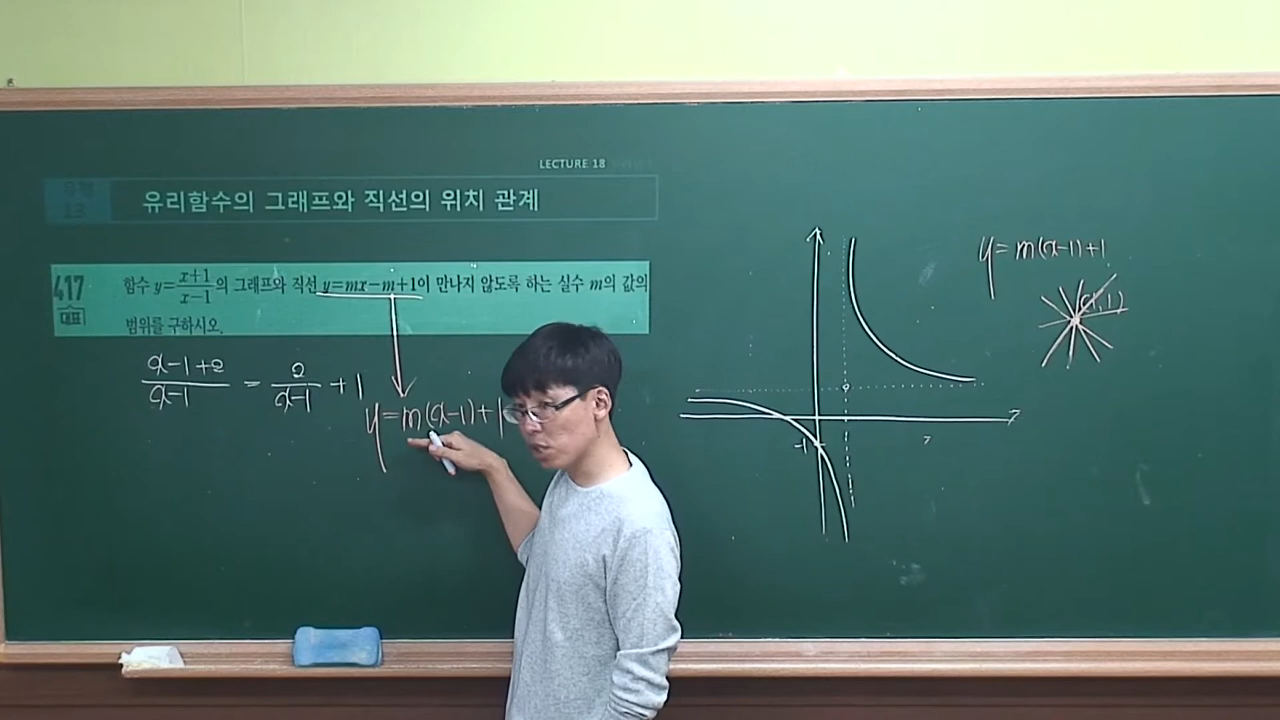 LECTURE 18
유형 13
유리함수의 그래프와 직선의 위치 관계
417 대표
함수 y=\frac{x+1}{x-1}의 그래프와 직선 y=mx-m+1이 만나지 않도록 하는 실수 m의 값의
범위를 구하시오.
\frac{x-1+2}{x-1} = \frac{2}{x-1} + 1
y=m(x-1)+1
y=m(x-1)+1
(1,1)
-1